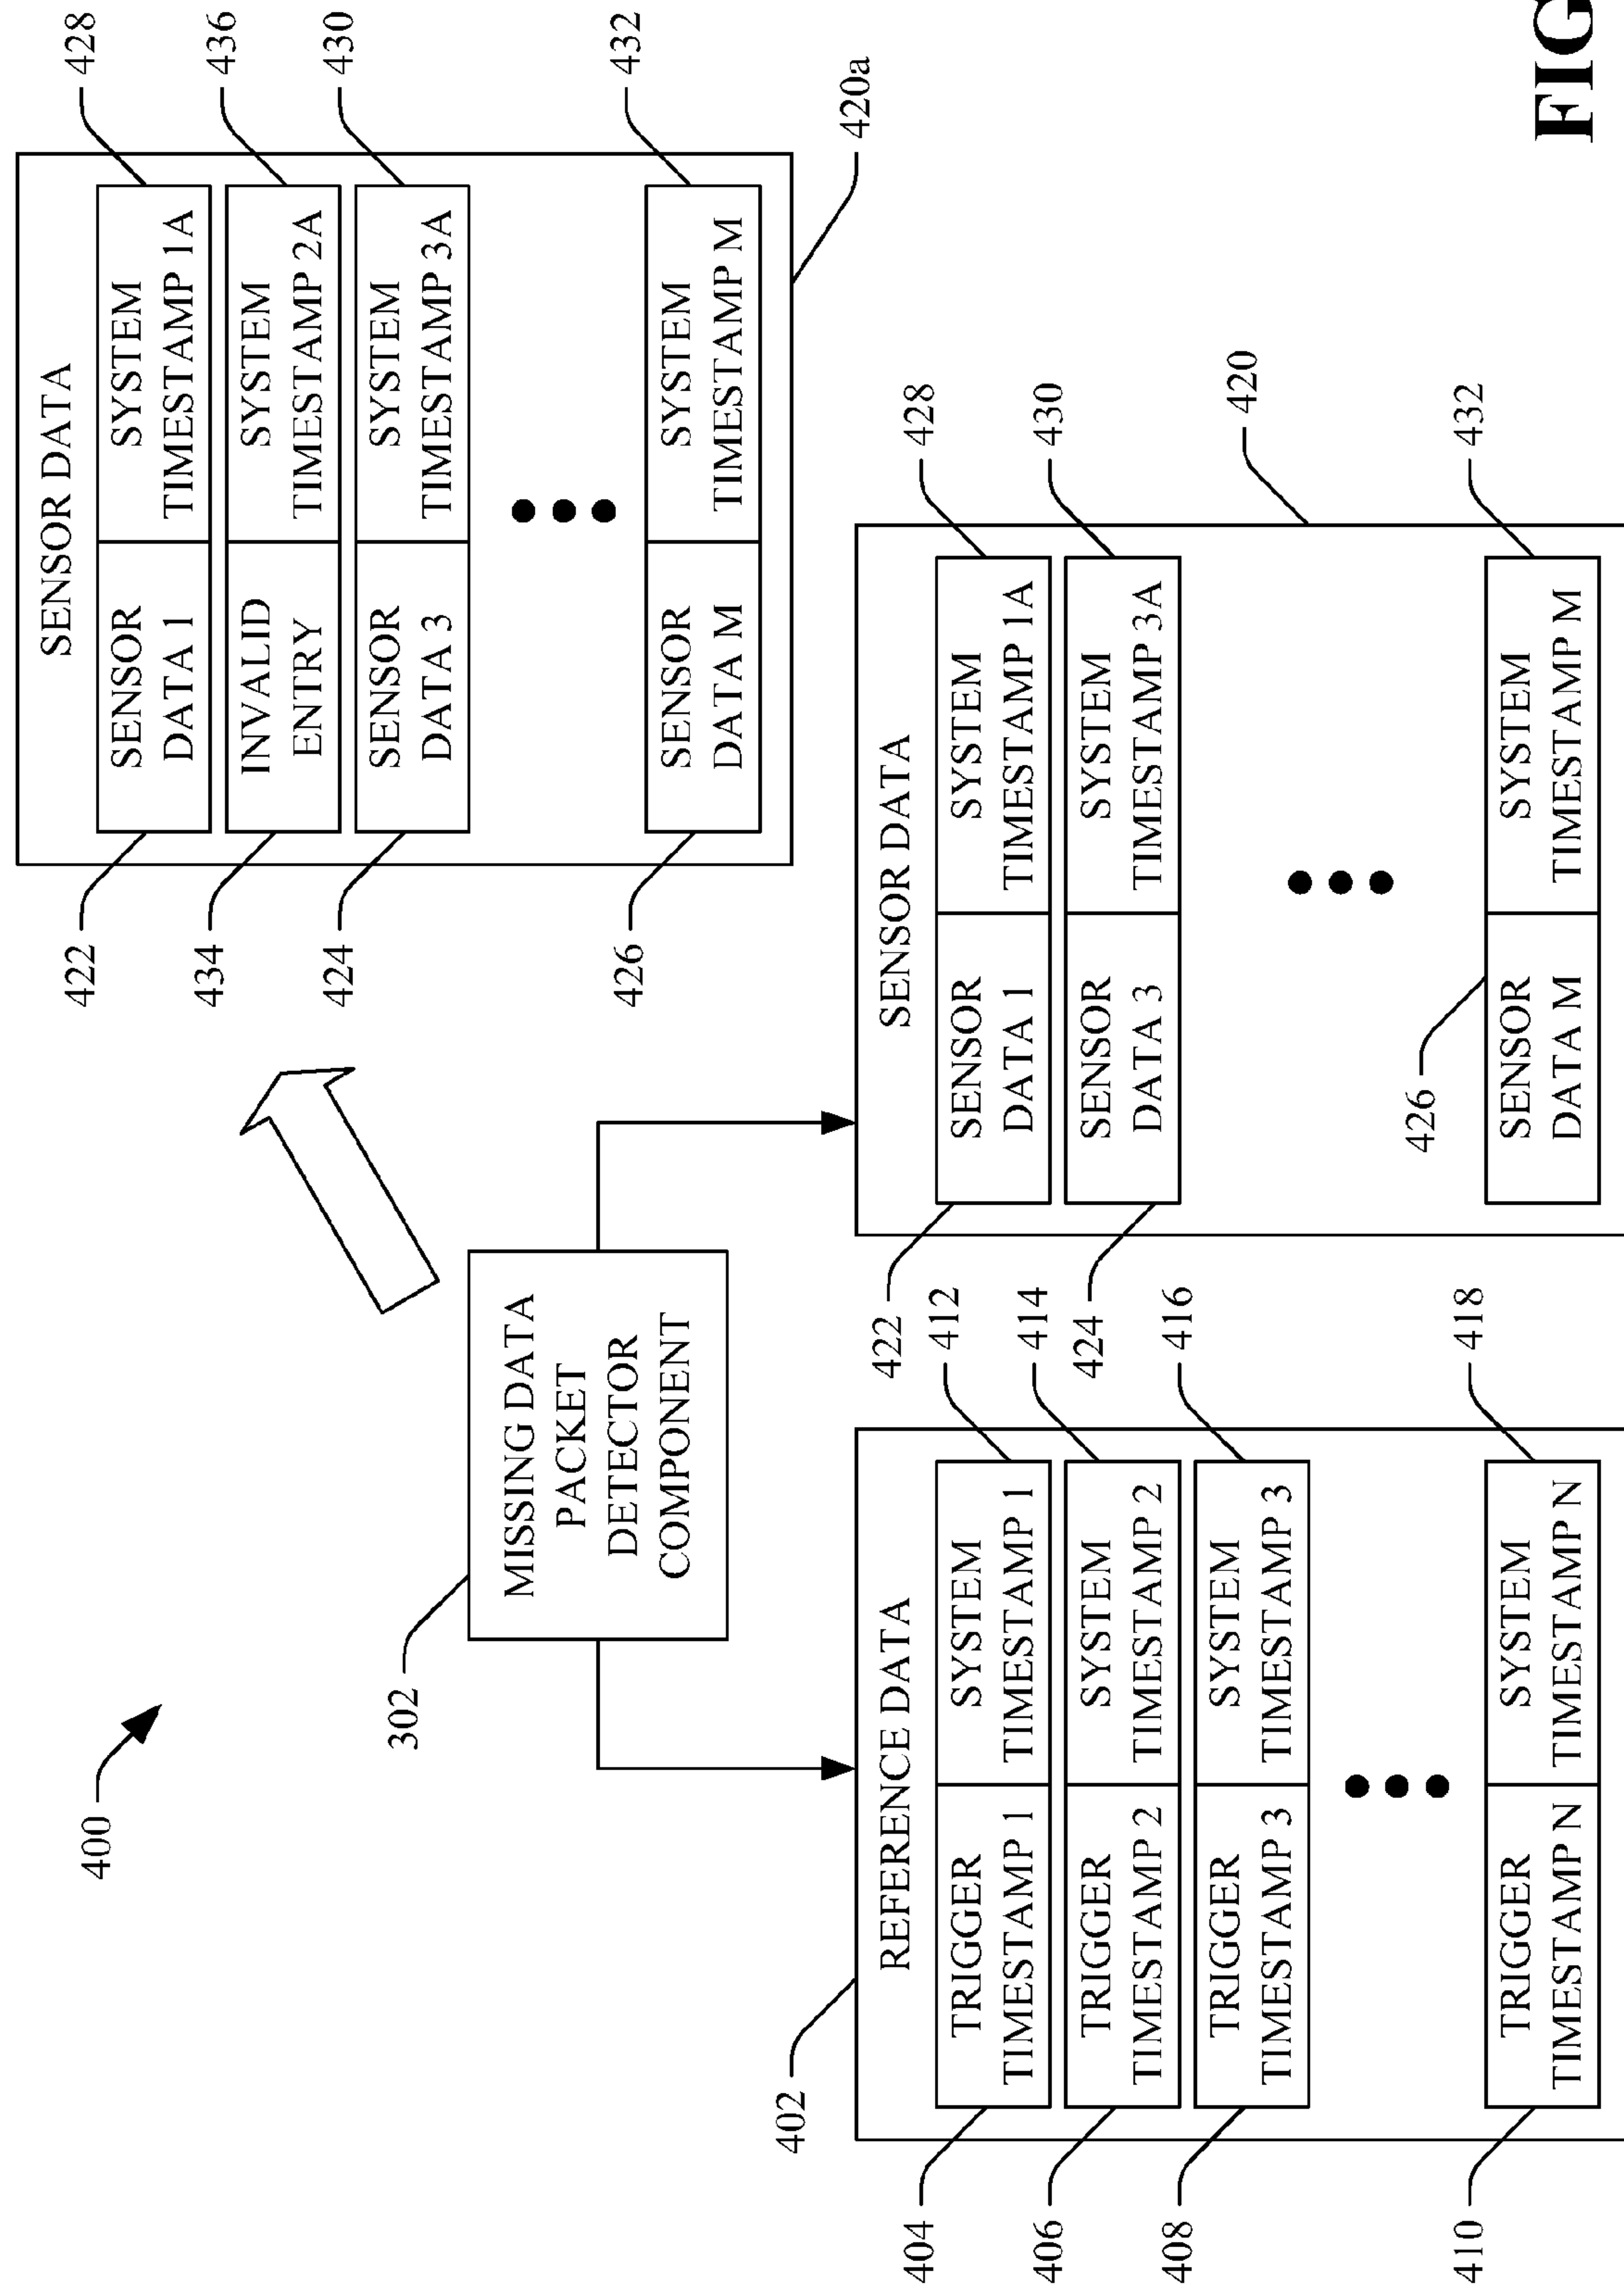 400
302
MISSING DATA
PACKET
DETECTOR
COMPONENT
SENSOR DATA
422
SENSOR
DATA 1
SYSTEM
TIMESTAMP 1A
428
434
INVALID
ENTRY
SYSTEM
TIMESTAMP 2A
436
424
SENSOR
DATA 3
SYSTEM
TIMESTAMP 3A
430
426
SENSOR
DATA M
SYSTEM
TIMESTAMP M
432
420a
402
REFERENCE DATA
404
TRIGGER
TIMESTAMP 1
SYSTEM
TIMESTAMP 1
412
406
TRIGGER
TIMESTAMP 2
SYSTEM
TIMESTAMP 2
414
408
TRIGGER
TIMESTAMP 3
SYSTEM
TIMESTAMP 3
416
410
TRIGGER
TIMESTAMP N
SYSTEM
TIMESTAMP N
418
SENSOR DATA
422
SENSOR
DATA 1
SYSTEM
TIMESTAMP 1A
428
424
SENSOR
DATA 3
SYSTEM
TIMESTAMP 3A
430
420
426
SENSOR
DATA M
SYSTEM
TIMESTAMP M
432
FIG